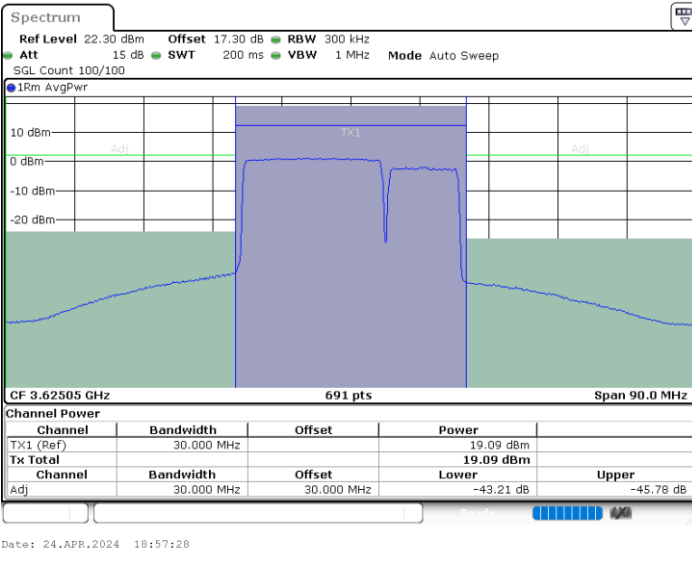 Spectrum
Ref Level 22.30 dBm Offset 17.30 dB RBW 300 kHz
Att 15 dB SWT 200 ms VBW 1 MHz Mode Auto Sweep
SGL Count 100/100
1Rm AvgPwr
10 dBm
TX1
Adj Adj
0 dBm
-10 dBm
-20 dBm
CF 3.62505 GHz 691 pts Span 90.0 MHz
Channel Power
Channel Bandwidth Offset Power
TX1 (Ref) 30.000 MHz 19.09 dBm
Tx Total 19.09 dBm
Channel Bandwidth Offset Lower Upper
Adj 30.000 MHz 30.000 MHz -43.21 dB -45.78 dB
Ready
Date: 24.APR.2024 18:57:28